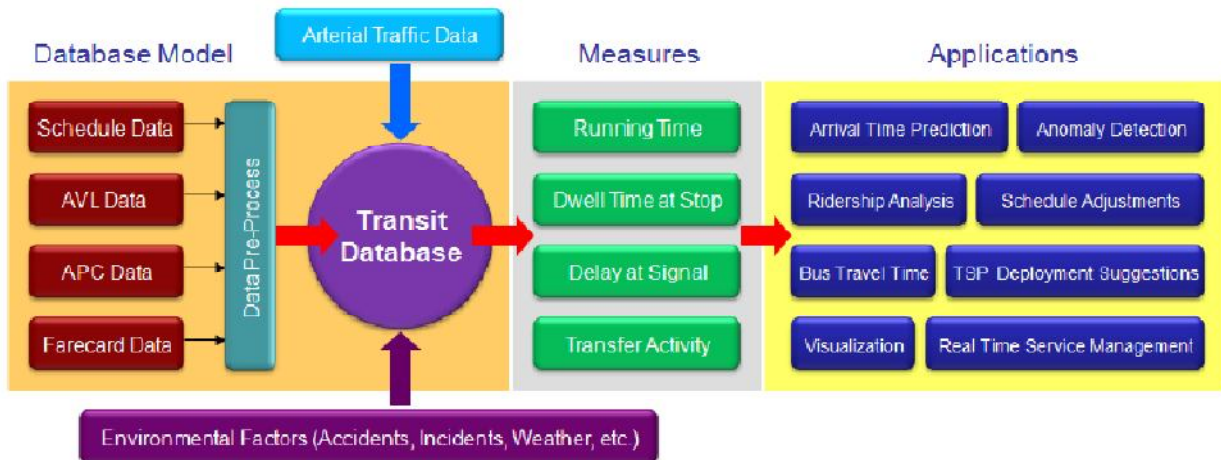 Database Model
Arterial Traffic Data
Measures
Applications
Schedule Data
AVL Data
APC Data
Farecard Data
Data Pre-Process
Transit
Database
Running Time
Dwell Time at Stop
Delay at Signal
Transfer Activity
Arrival Time Prediction
Anomaly Detection
Ridership Analysis
Schedule Adjustments
Bus Travel Time
TSP Deployment Suggestions
Visualization
Real Time Service Management
Environmental Factors (Accidents, Incidents, Weather, etc.)